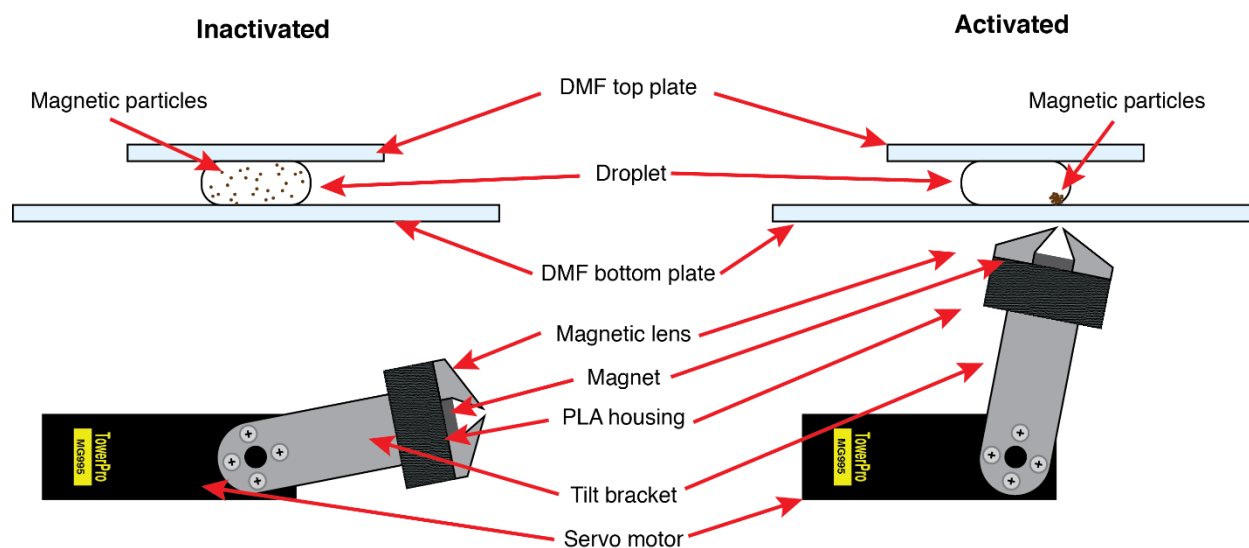 Inactivated
Activated
Magnetic particles
DMF top plate
Magnetic particles
Droplet
DMF bottom plate
Magnetic lens
Magnet
PLA housing
Tilt bracket
Servo motor
TowerPro
MG995
TowerPro
MG995